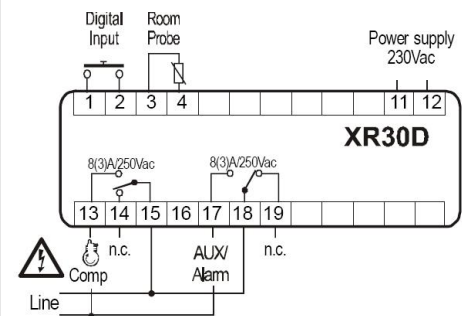 Digital Input
Room Probe
Power supply 230Vac
1 2 3 4 11 12
XR30D
8(3)A/250Vac 8(3)A/250Vac
13 14 15 16 17 18 19
n.c. AUX/ Alarm n.c.
Comp
Line